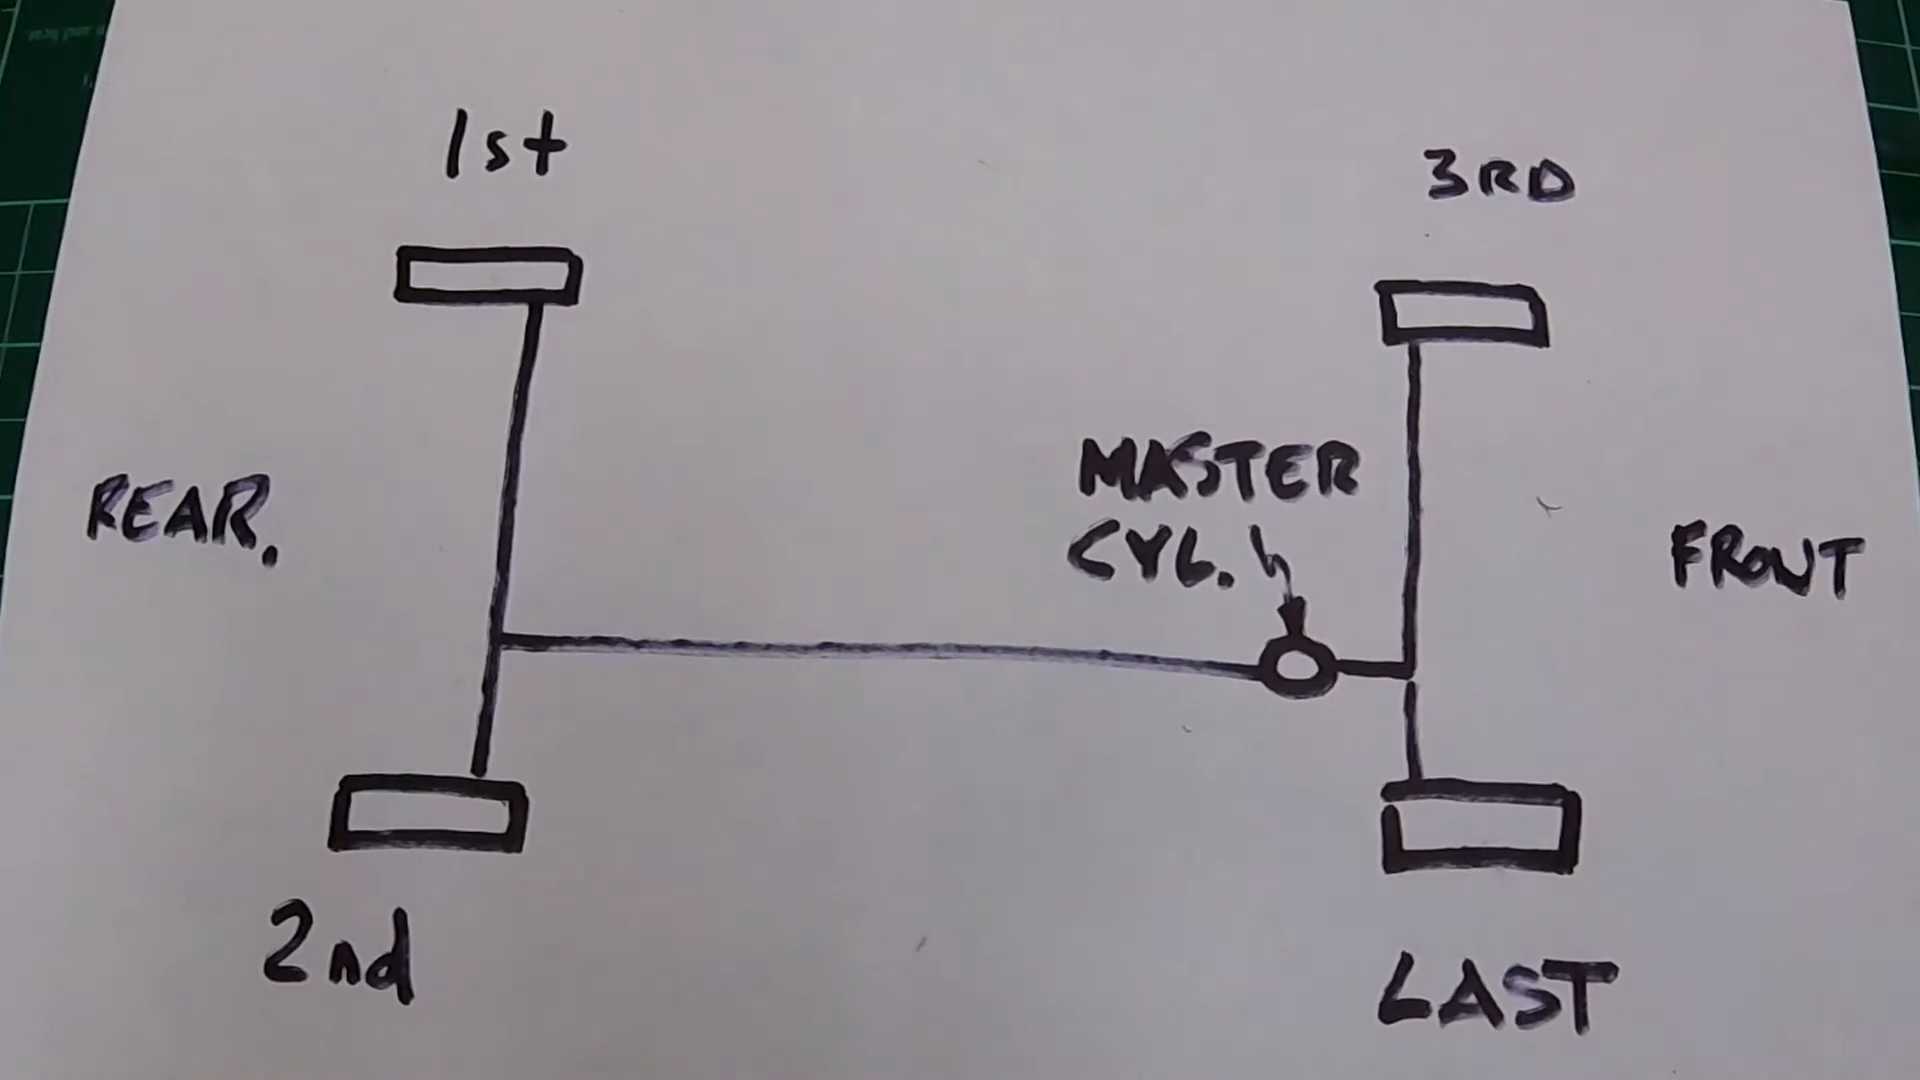 1st
3RD
MASTER
CYL.
REAR.
FRONT
2nd
LAST